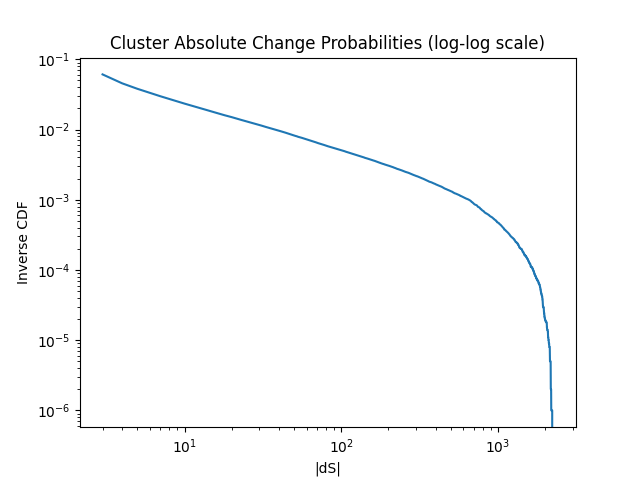 Cluster Absolute Change Probabilities (log-log scale)
10⁻¹
10⁻²
10⁻³
10⁻⁴
10⁻⁵
10⁻⁶
Inverse CDF
10¹ 10² 10³
|dS|